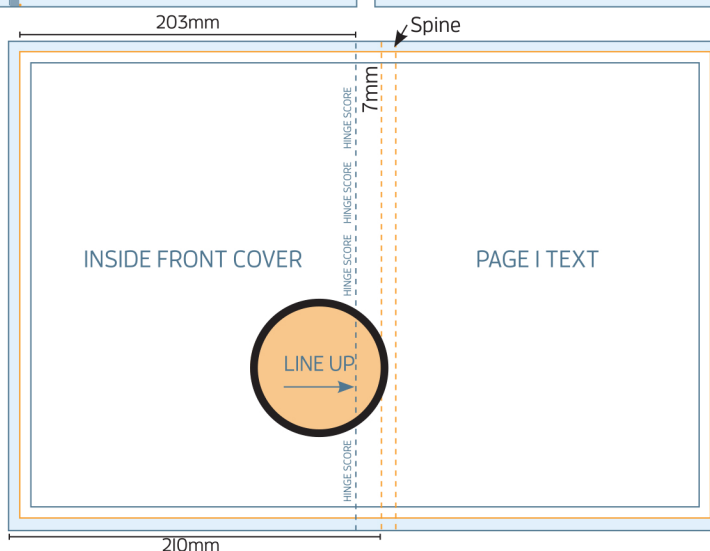 203mm
Spine
7mm
HINGE SCORE
HINGE SCORE
HINGE SCORE
INSIDE FRONT COVER
PAGE I TEXT
LINE UP
HINGE SCORE
210mm